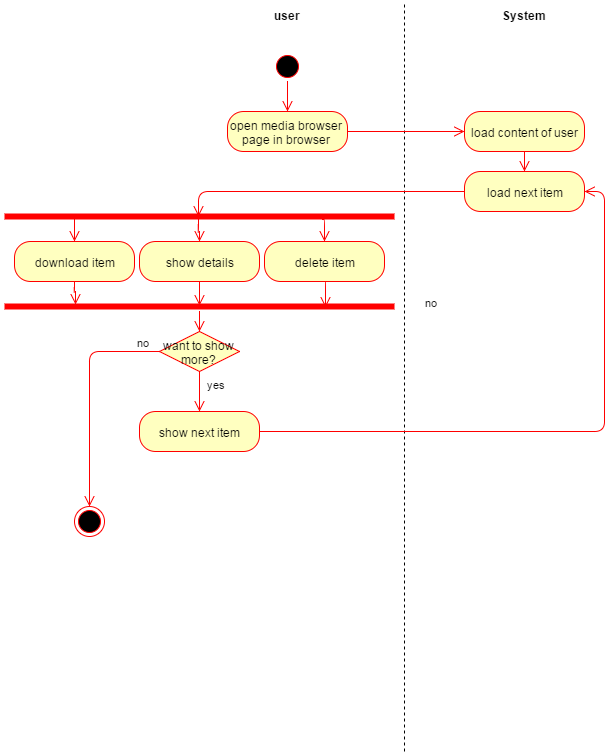 user
System
open media browser
page in browser
load content of user
load next item
download item
show details
delete item
no
no
want to show
more?
yes
show next item